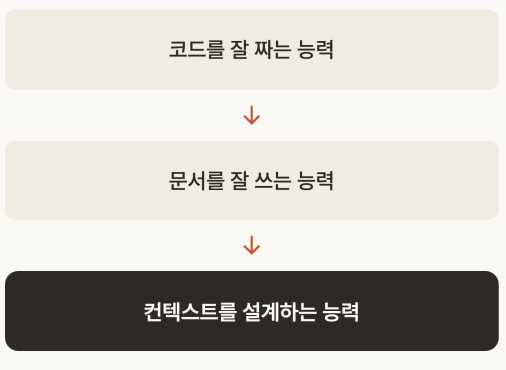 코드를 잘 짜는 능력
문서를 잘 쓰는 능력
컨텍스트를 설계하는 능력